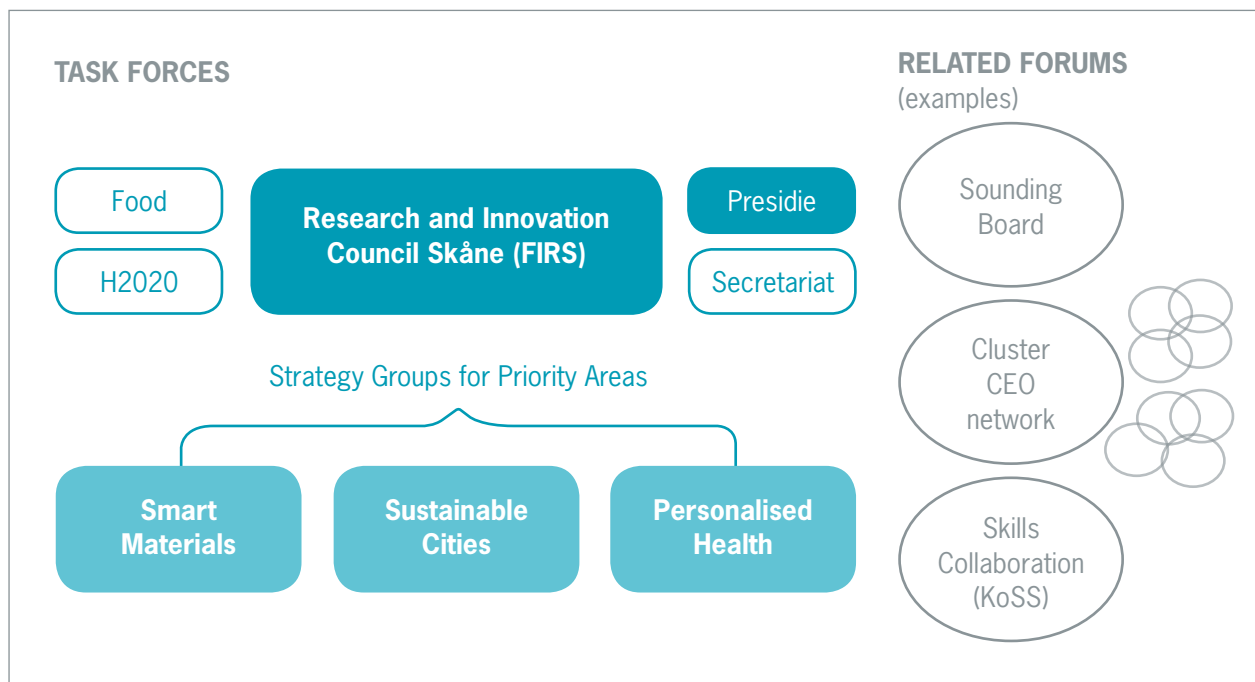 TASK FORCES
Food
H2020
Research and Innovation
Council Skåne (FIRS)
Presidie
Secretariat
Strategy Groups for Priority Areas
Smart
Materials
Sustainable
Cities
Personalised
Health
RELATED FORUMS
(examples)
Sounding
Board
Cluster
CEO
network
Skills
Collaboration
(KoSS)